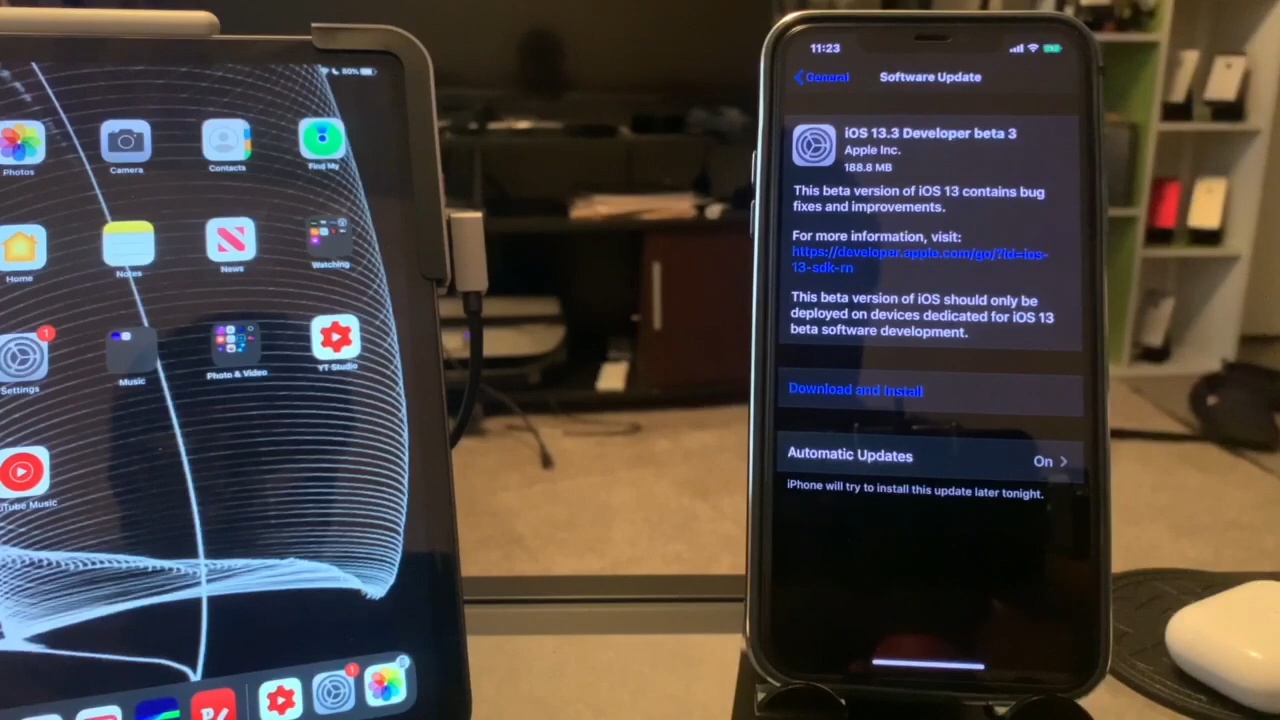 80%
Photos
Camera
Contacts
Find My
Home
Notes
News
Watching
1
Settings
Music
Photo & Video
YT Studio
uTube Music
1
11:23
General
Software Update
iOS 13.3 Developer beta 3
Apple Inc.
188.8 MB
This beta version of iOS 13 contains bug
fixes and improvements.
For more information, visit:
https://developer.apple.com/go/?id=ios-
13-sdk-rn
This beta version of iOS should only be
deployed on devices dedicated for iOS 13
beta software development.
Download and Install
Automatic Updates
On
iPhone will try to install this update later tonight.